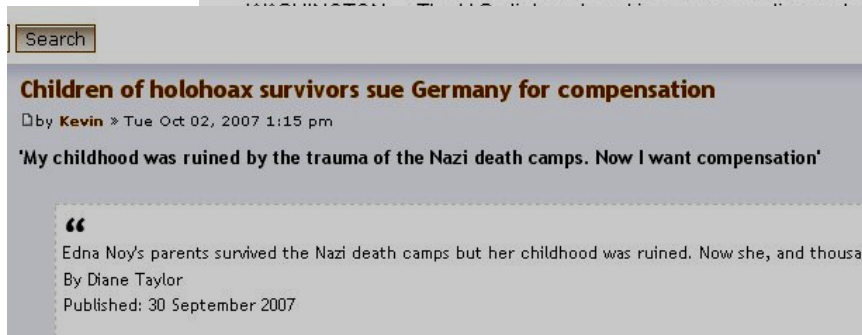 Search
Children of holohoax survivors sue Germany for compensation
by Kevin » Tue Oct 02, 2007 1:15 pm
'My childhood was ruined by the trauma of the Nazi death camps. Now I want compensation'
“
Edna Noy's parents survived the Nazi death camps but her childhood was ruined. Now she, and
By Diane Taylor
Published: 30 September 2007